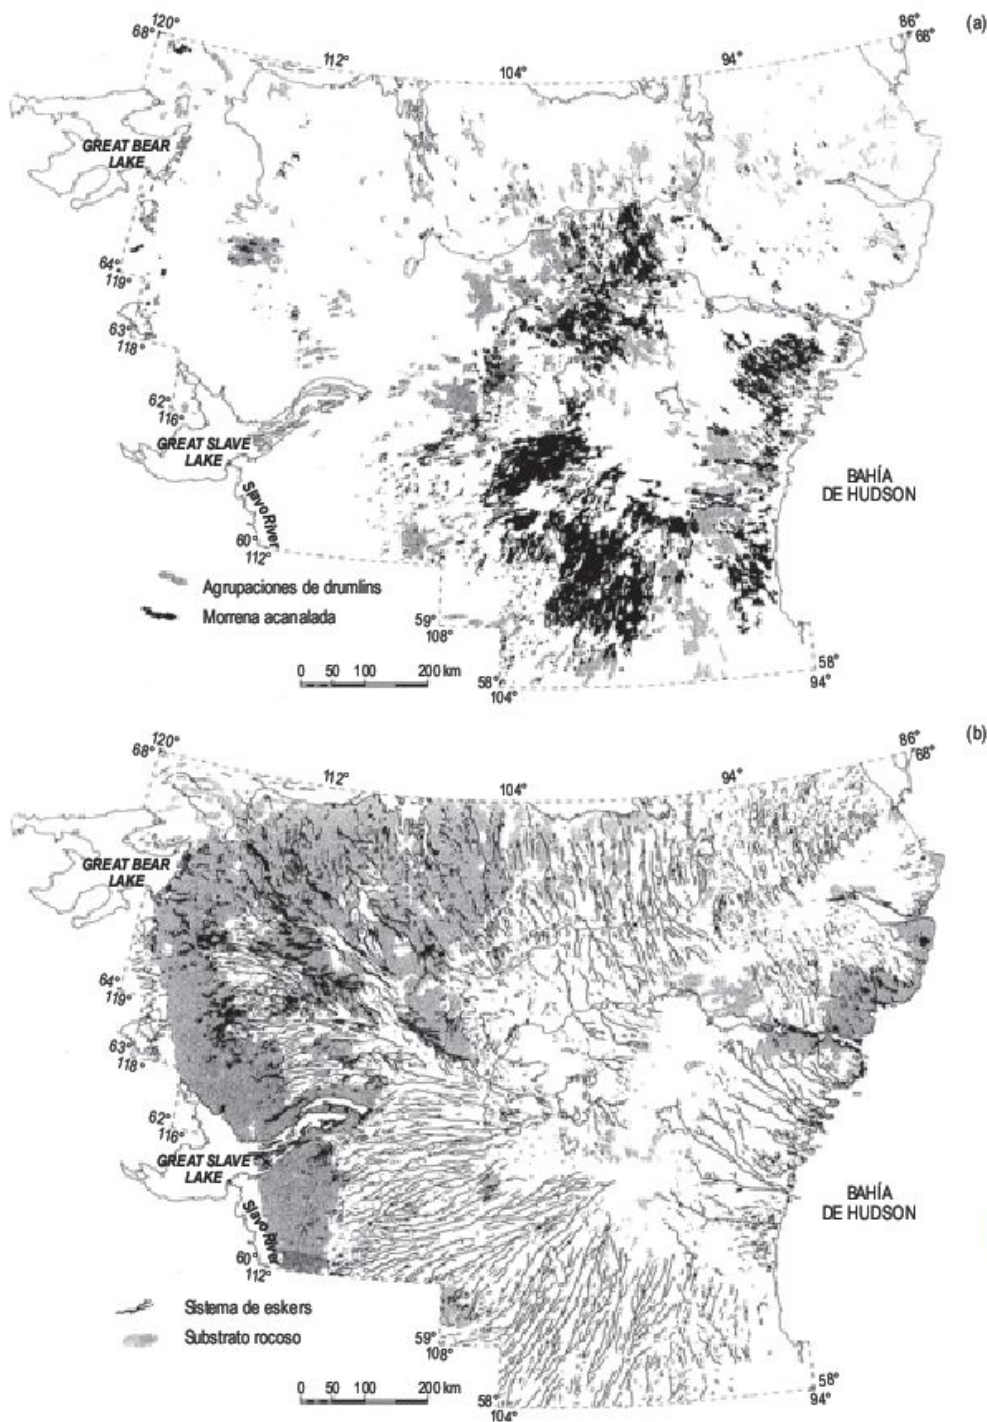 (a)
120°
68°
112°
104°
94°
86°
68°
GREAT BEAR
LAKE
64°
119°
63°
118°
62°
116°
GREAT SLAVE
LAKE
Slavo River
60°
112°
BAHÍA
DE HUDSON
Agrupaciones de drumlins
Morrena acanalada
59°
108°
0 50 100 200 km
58°
104°
58°
94°
(b)
120°
68°
112°
104°
94°
86°
68°
GREAT BEAR
LAKE
64°
119°
63°
118°
62°
116°
GREAT SLAVE
LAKE
Slavo River
60°
112°
BAHÍA
DE HUDSON
Sistema de eskers
Substrato rocoso
59°
108°
0 50 100 200 km
58°
104°
58°
94°